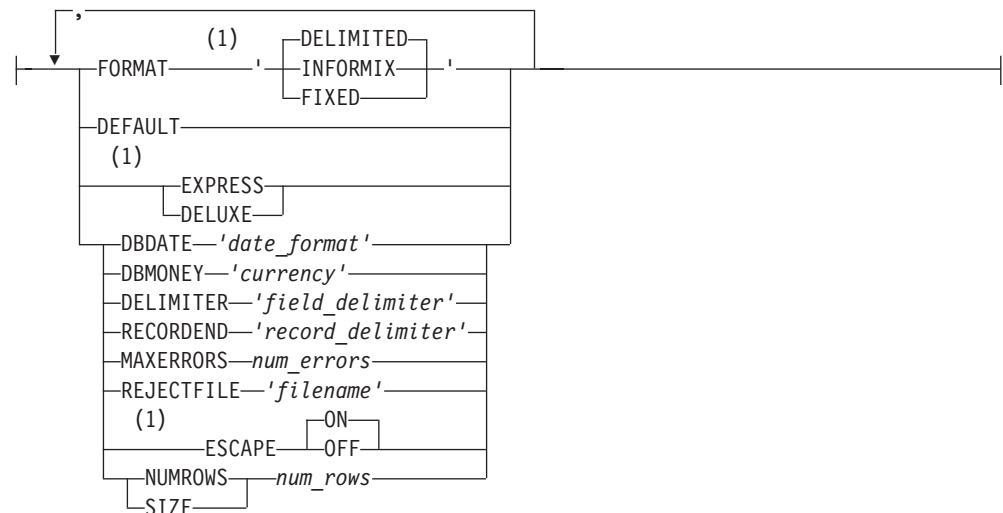 ,
(1) DELIMITED
FORMAT ' INFORMIX '
FIXED
DEFAULT
(1)
EXPRESS
DELUXE
DBDATE 'date_format'
DBMONEY 'currency'
DELIMITER 'field_delimiter'
RECORDEND 'record_delimiter'
MAXERRORS num_errors
REJECTFILE 'filename'
(1) ON
ESCAPE OFF
NUMROWS num_rows
SIZE